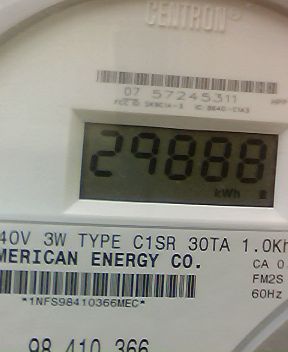 CENTRON®
07 57245311
29888
kWh
40V 3W TYPE C1SR 30TA 1.0Kh
MERICAN ENERGY CO.
CA 0.
FM2S
60Hz
*1NFS98410366MEC*
98 410 366